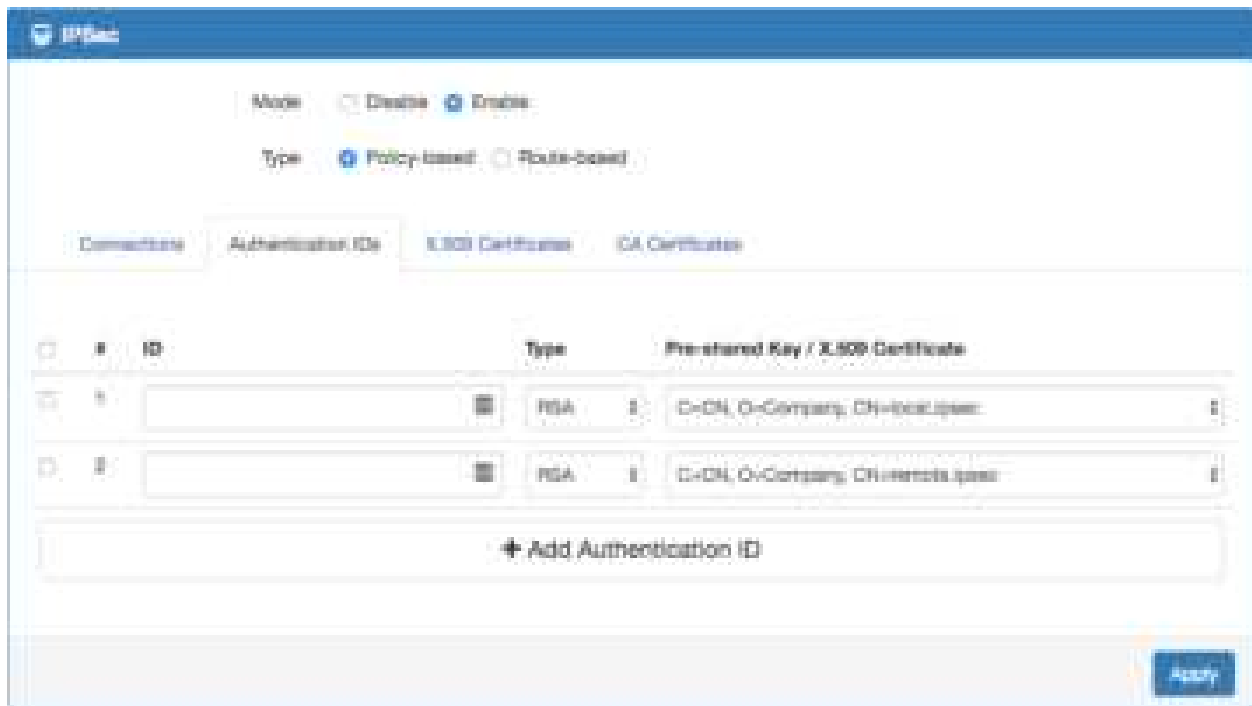 IPSec
Mode Disable Enable
Type Policy-based Route-based
Connections Authentication IDs X.509 Certificates CA Certificates
# ID Type Pre-shared Key / X.509 Certificate
1 RSA C=CN, O=Company, CN=local.ipsec
2 RSA C=CN, O=Company, CN=remote.ipsec
+ Add Authentication ID
Apply